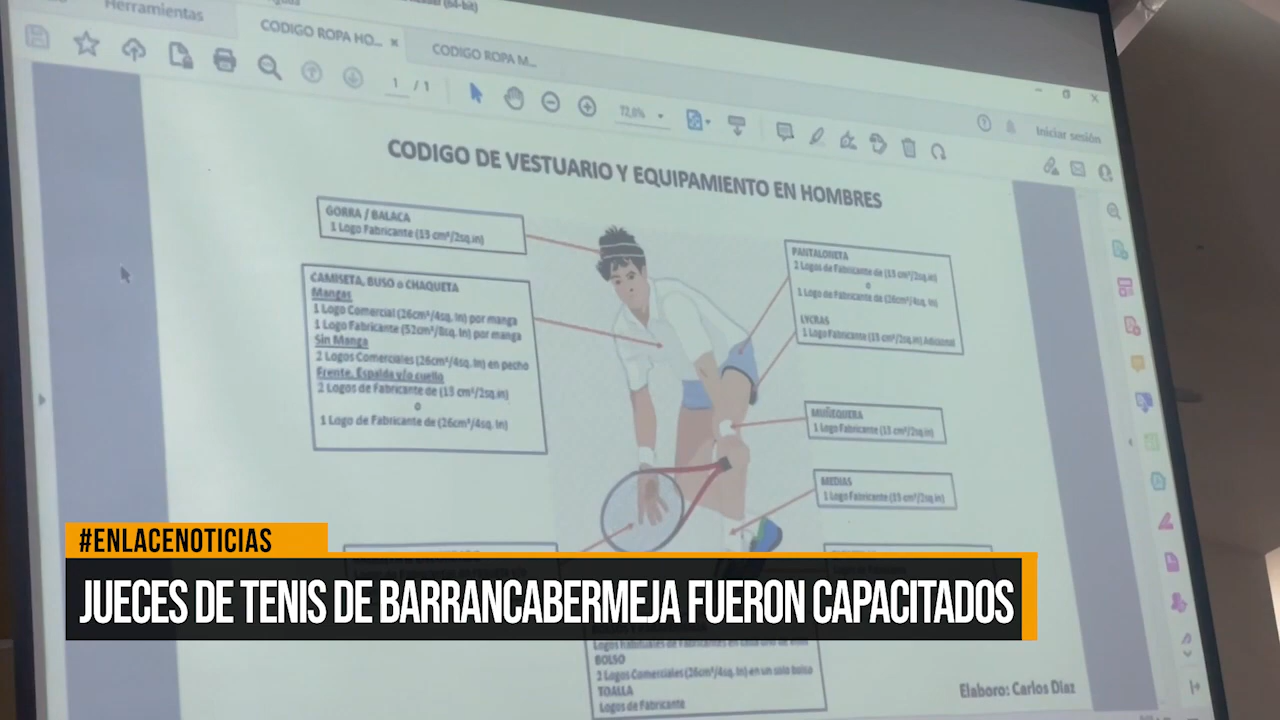 Herramientas
CODIGO ROPA HO... ×
CODIGO ROPA M...
1 / 1
72,8%
Iniciar sesión
CODIGO DE VESTUARIO Y EQUIPAMIENTO EN HOMBRES
GORRA / BALACA
1 Logo Fabricante (13 cm²/2sq.in)
CAMISETA, BUSO o CHAQUETA
Mangas
1 Logo Comercial (26cm²/4sq. In) por manga
1 Logo Fabricante (52cm²/8sq. In) por manga
Sin Manga
2 Logos Comerciales (26cm²/4sq. In) en pecho
Frente, Espalda y/o cuello
2 Logos de Fabricante de (13 cm²/2sq.in)
o
1 Logo de Fabricante de (26cm²/4sq. In)
PANTALONETA
2 Logos de Fabricante de (13 cm²/2sq.in)
o
1 Logo de Fabricante de (26cm²/4sq. In)
LYCRAS
1 Logo Fabricante (13 cm²/2sq.in) Adicional
MUÑEQUERA
1 Logo Fabricante (13 cm²/2sq.in)
MEDIAS
1 Logo Fabricante (13 cm²/2sq.in)
#ENLACENOTICIAS
JUECES DE TENIS DE BARRANCABERMEJA FUERON CAPACITADOS
BOLSO
2 Logos Comerciales (26cm²/4sq. In) en un solo bolso
TOALLA
Logos de Fabricante
Elaboro: Carlos Diaz